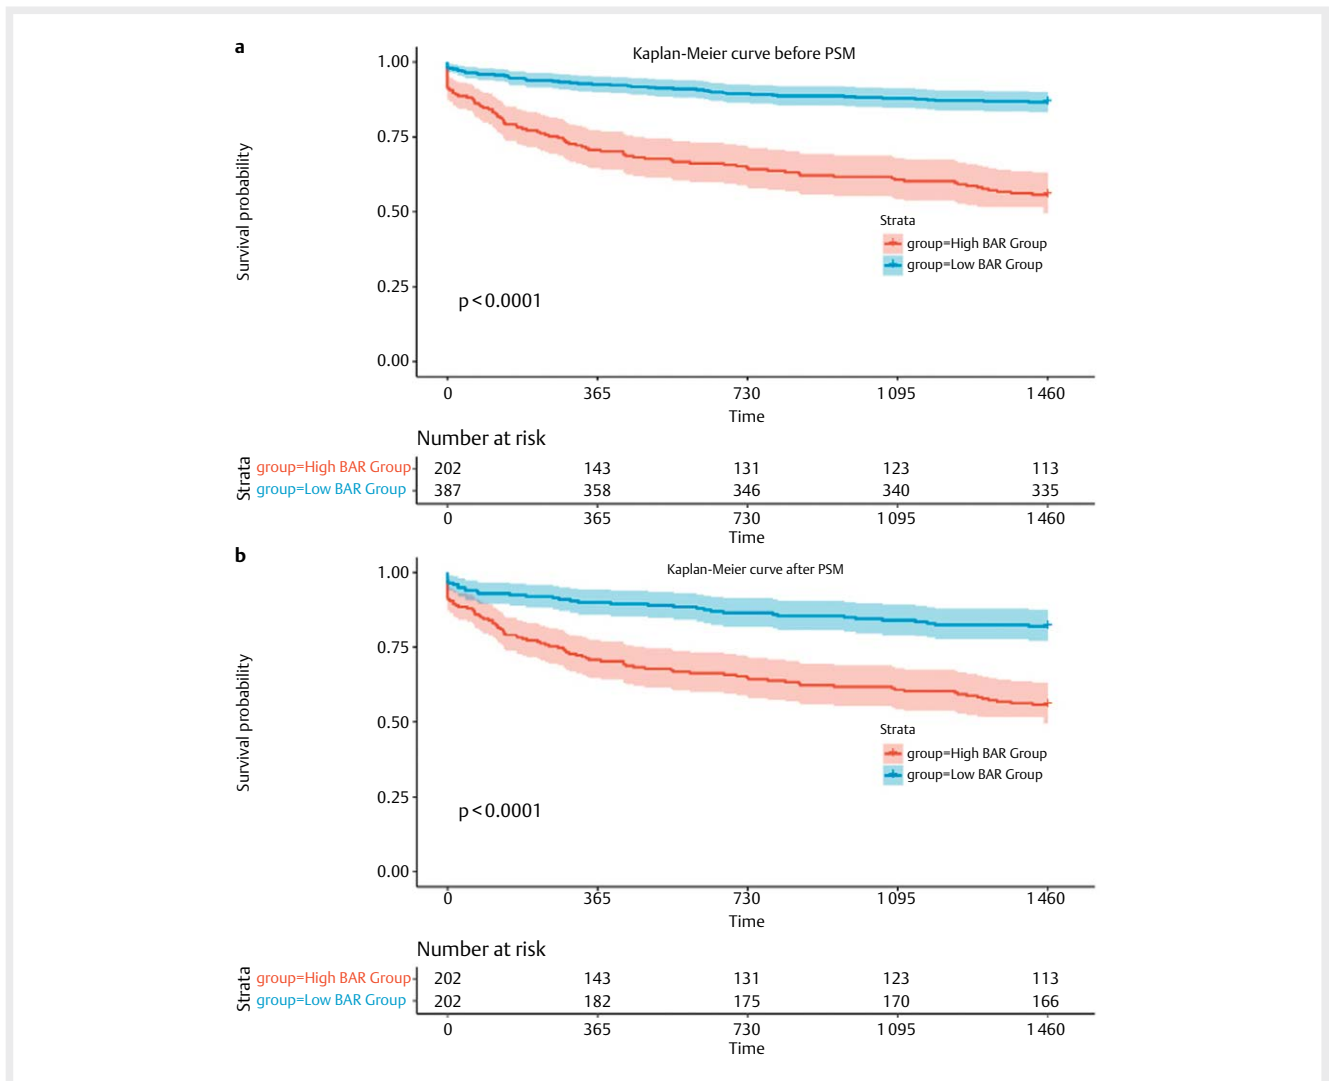 a
Kaplan-Meier curve before PSM
Survival probability
1.00
0.75
0.50
0.25
0.00
Strata
group=High BAR Group
group=Low BAR Group
p<0.0001
0 365 730 1095 1460
Time
Number at risk
Strata
group=High BAR Group 202 143 131 123 113
group=Low BAR Group 387 358 346 340 335
0 365 730 1095 1460
Time
b
Kaplan-Meier curve after PSM
Survival probability
1.00
0.75
0.50
0.25
0.00
Strata
group=High BAR Group
group=Low BAR Group
p<0.0001
0 365 730 1095 1460
Time
Number at risk
Strata
group=High BAR Group 202 143 131 123 113
group=Low BAR Group 202 182 175 170 166
0 365 730 1095 1460
Time